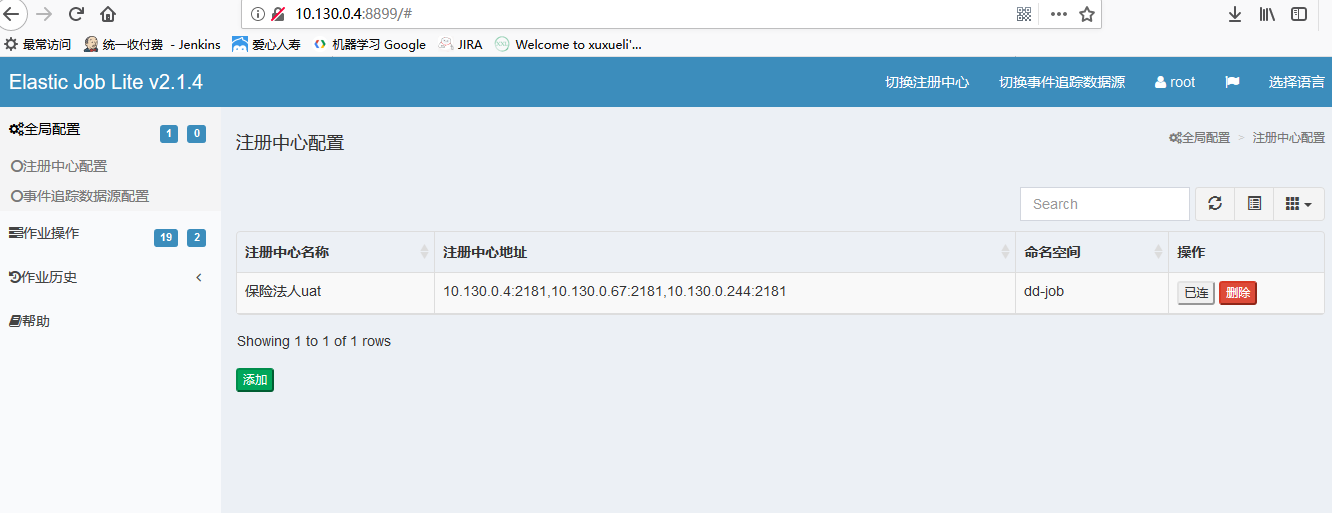 10.130.0.4:8899/#
最常访问 统一收付费 - Jenkins 爱心人寿 机器学习 Google JIRA Welcome to xuxueli'...
Elastic Job Lite v2.1.4 切换注册中心 切换事件追踪数据源 root 选择语言
全局配置 1 0
注册中心配置
事件追踪数据源配置
作业操作 19 2
作业历史
帮助
注册中心配置 全局配置 > 注册中心配置
Search
注册中心名称 注册中心地址 命名空间 操作
保险法人uat 10.130.0.4:2181,10.130.0.67:2181,10.130.0.244:2181 dd-job 已连 删除
Showing 1 to 1 of 1 rows
添加